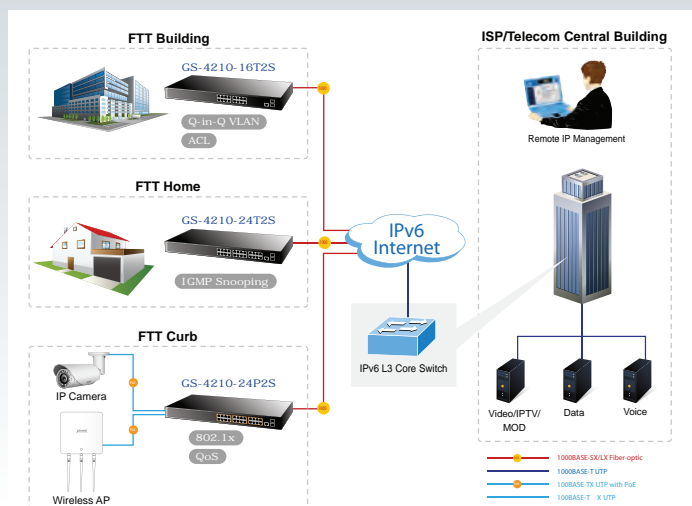 FTT Building
GS-4210-16T2S
Q-in-Q VLAN
ACL
FTT Home
GS-4210-24T2S
IGMP Snooping
FTT Curb
IP Camera
GS-4210-24P2S
802.1x
QoS
Wireless AP
IPv6
Internet
IPv6 L3 Core Switch
ISP/Telecom Central Building
Remote IP Management
Video/IPTV/
MOD
Data
Voice
1000BASE-SX/LX Fiber-optic
1000BASE-T UTP
100BASE-TX UTP with PoE
100BASE-T X UTP